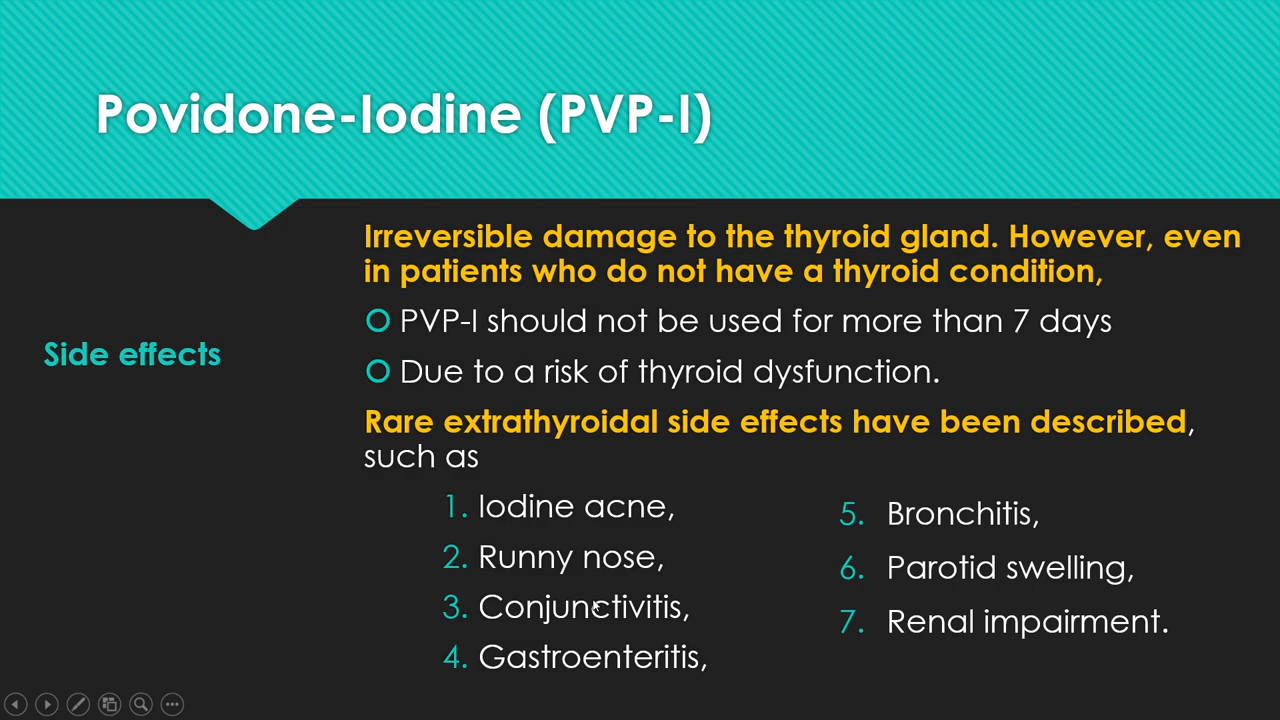 Povidone-Iodine (PVP-I)
Side effects
Irreversible damage to the thyroid gland. However, even
in patients who do not have a thyroid condition,
PVP-I should not be used for more than 7 days
Due to a risk of thyroid dysfunction.
Rare extrathyroidal side effects have been described,
such as
1. Iodine acne,
2. Runny nose,
3. Conjunctivitis,
4. Gastroenteritis,
5. Bronchitis,
6. Parotid swelling,
7. Renal impairment.